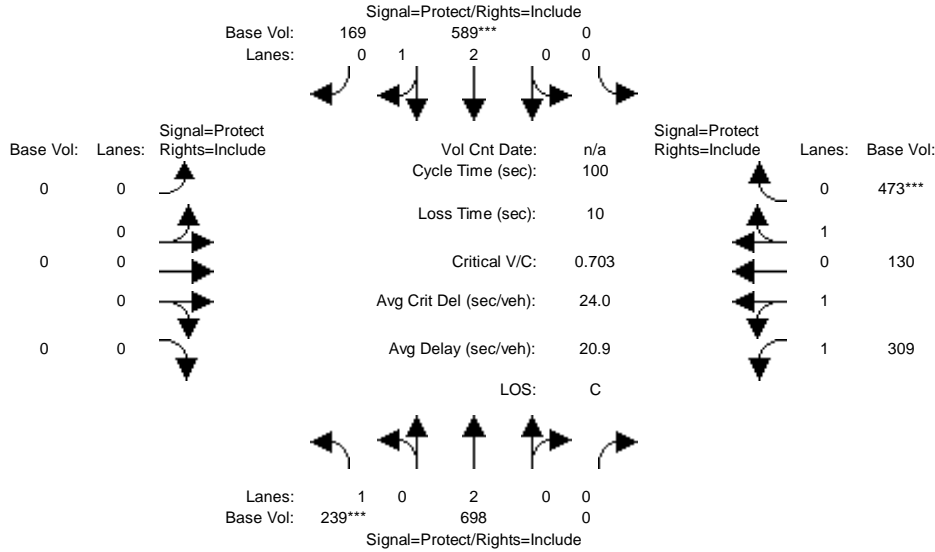 Signal=Protect/Rights=Include
Base Vol: 169 589*** 0
Lanes: 0 1 2 0 0
Signal=Protect
Base Vol: Lanes: Rights=Include
Vol Cnt Date: n/a
Signal=Protect
Rights=Include Lanes: Base Vol:
Cycle Time (sec): 100
0 0
0 473***
Loss Time (sec): 10
0
1
0 0
Critical V/C: 0.703
0 130
0
Avg Crit Del (sec/veh): 24.0
1
0 0
Avg Delay (sec/veh): 20.9
1 309
LOS: C
Lanes: 1 0 2 0 0
Base Vol: 239*** 698 0
Signal=Protect/Rights=Include